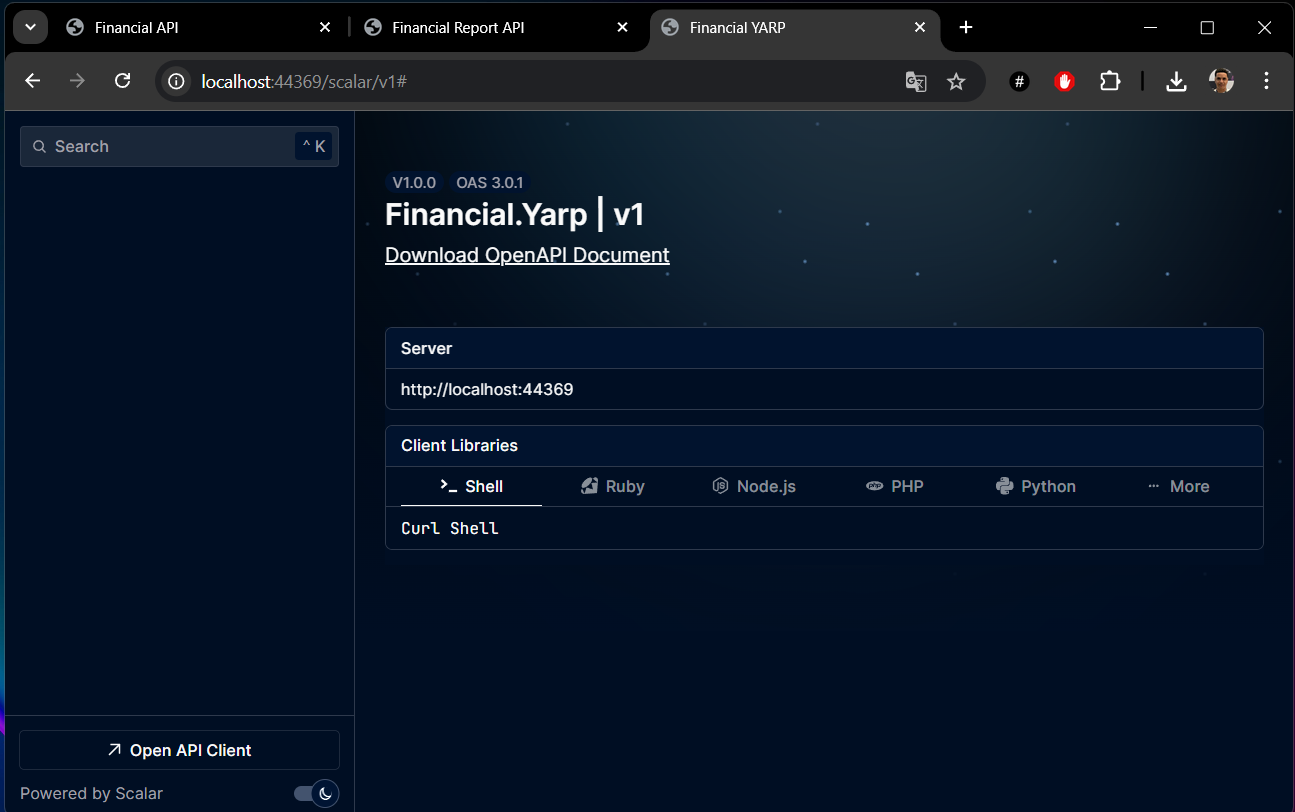 Financial API
Financial Report API
Financial YARP
localhost:44369/scalar/v1#
#
Search
^ K
V1.0.0 OAS 3.0.1
Financial.Yarp | v1
Download OpenAPI Document
Server
http://localhost:44369
Client Libraries
Shell Ruby Node.js PHP Python More
Curl Shell
Open API Client
Powered by Scalar